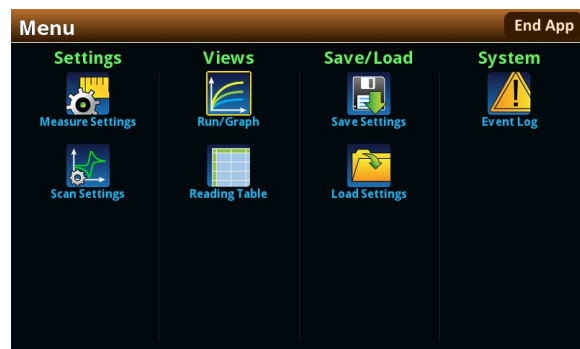 Menu
End App
Settings
Views
Save/Load
System
Measure Settings
Run/Graph
Save Settings
Event Log
Scan Settings
Reading Table
Load Settings